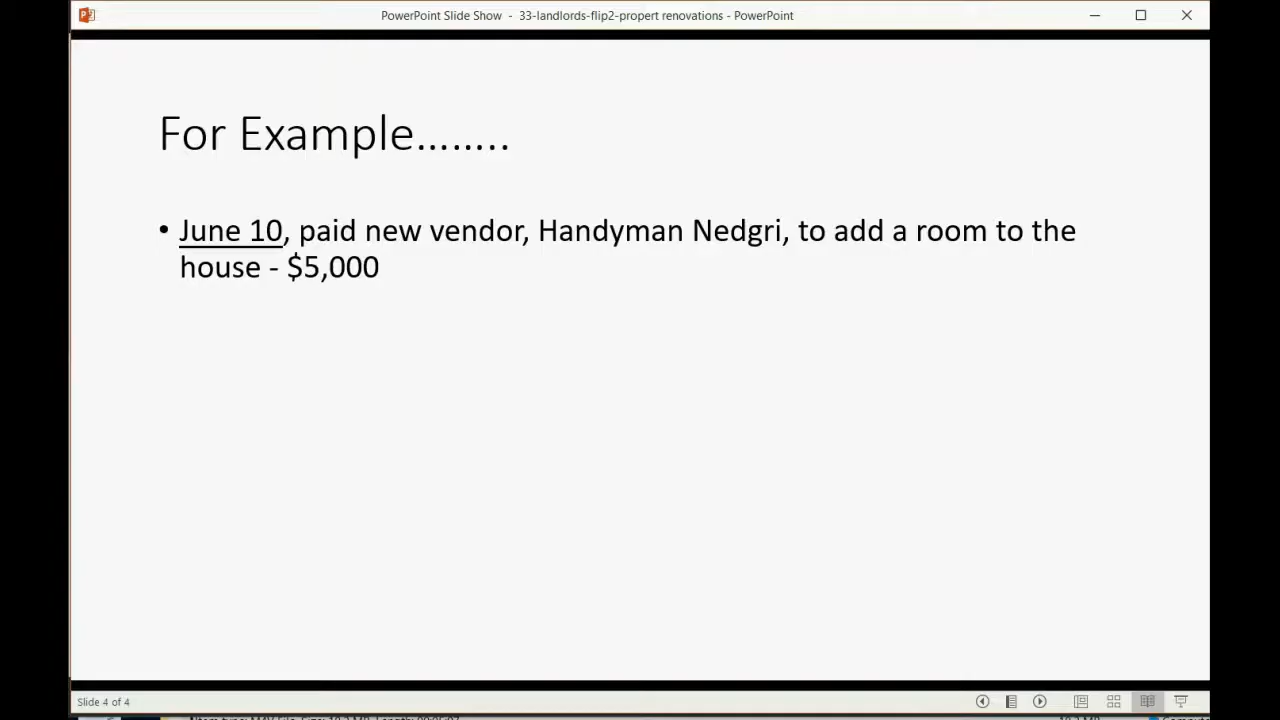 PowerPoint Slide Show - 33-landlords-flip2-propert renovations - PowerPoint
For Example……..
• June 10, paid new vendor, Handyman Nedgri, to add a room to the
house - $5,000
Slide 4 of 4